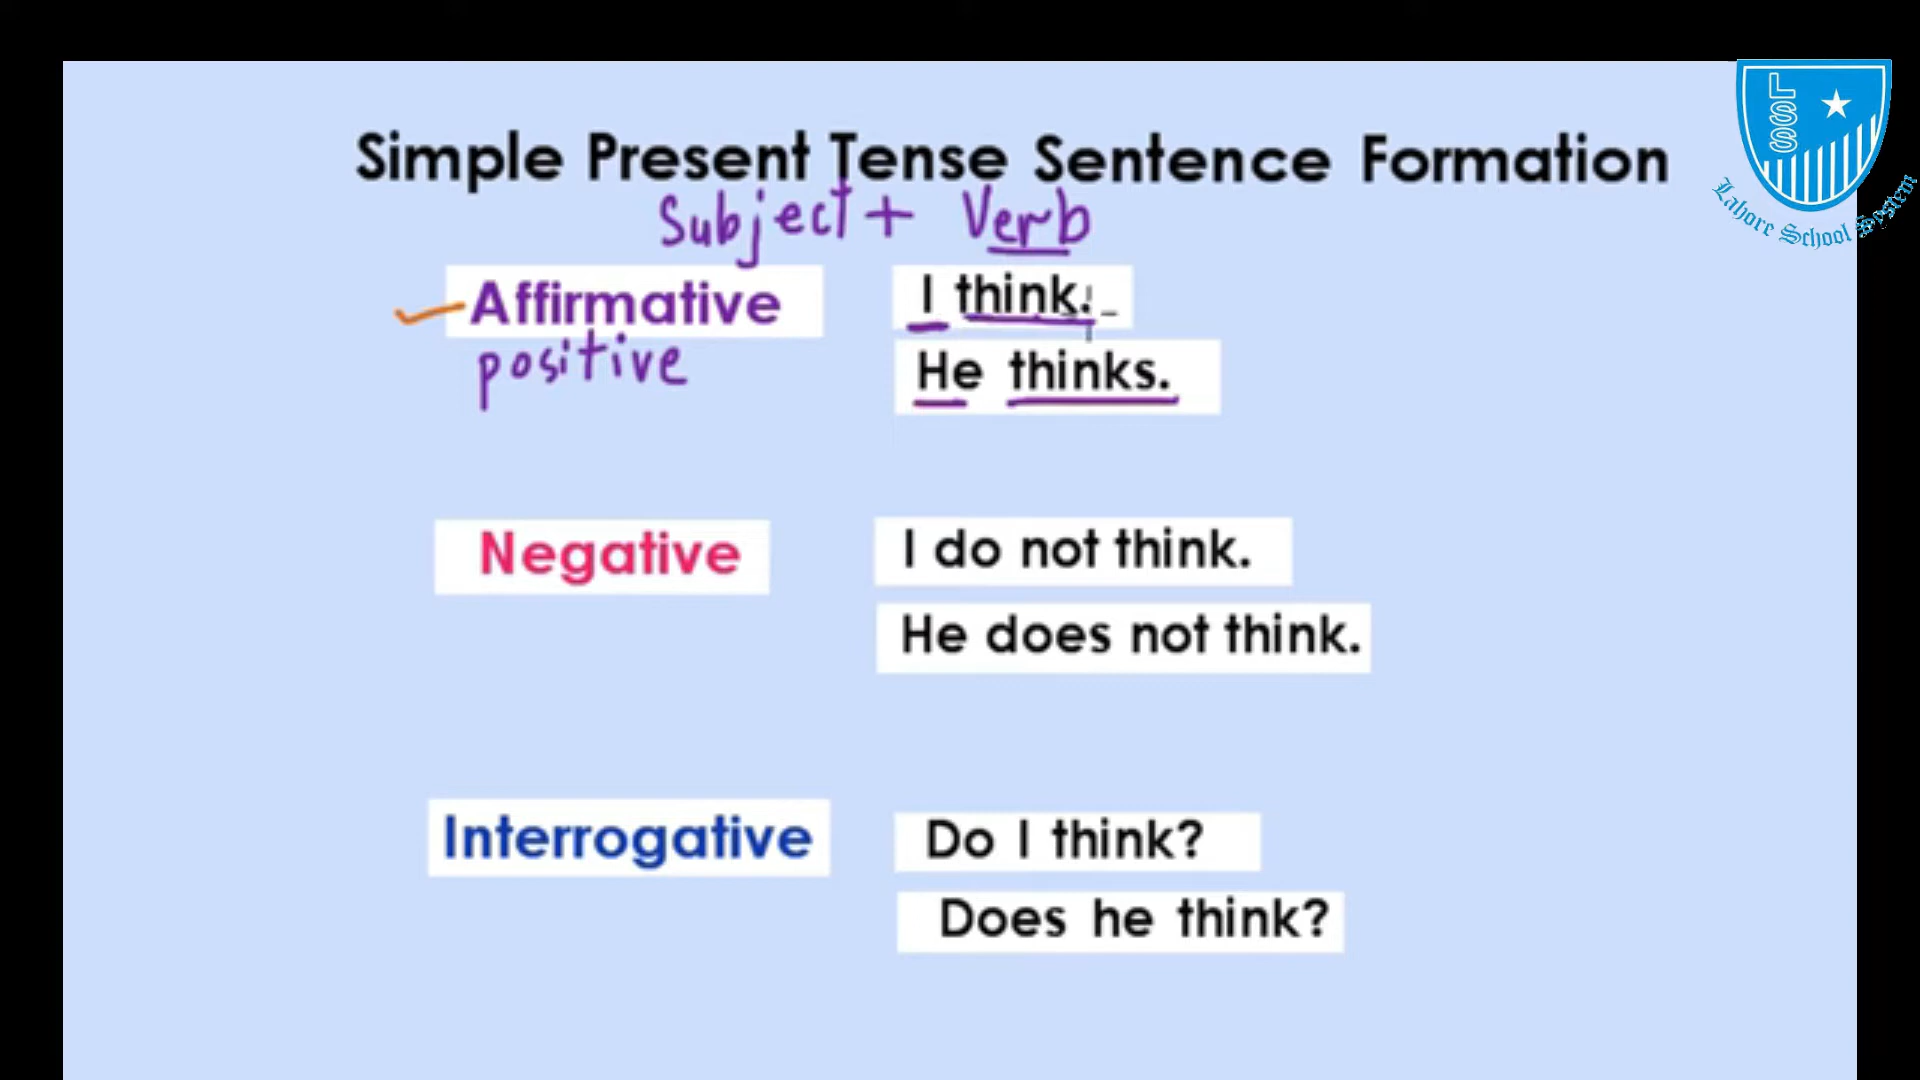 LSS
Lahore School System
Simple Present Tense Sentence Formation
Subject + Verb
Affirmative
positive
I think.
He thinks.
Negative
I do not think.
He does not think.
Interrogative
Do I think?
Does he think?